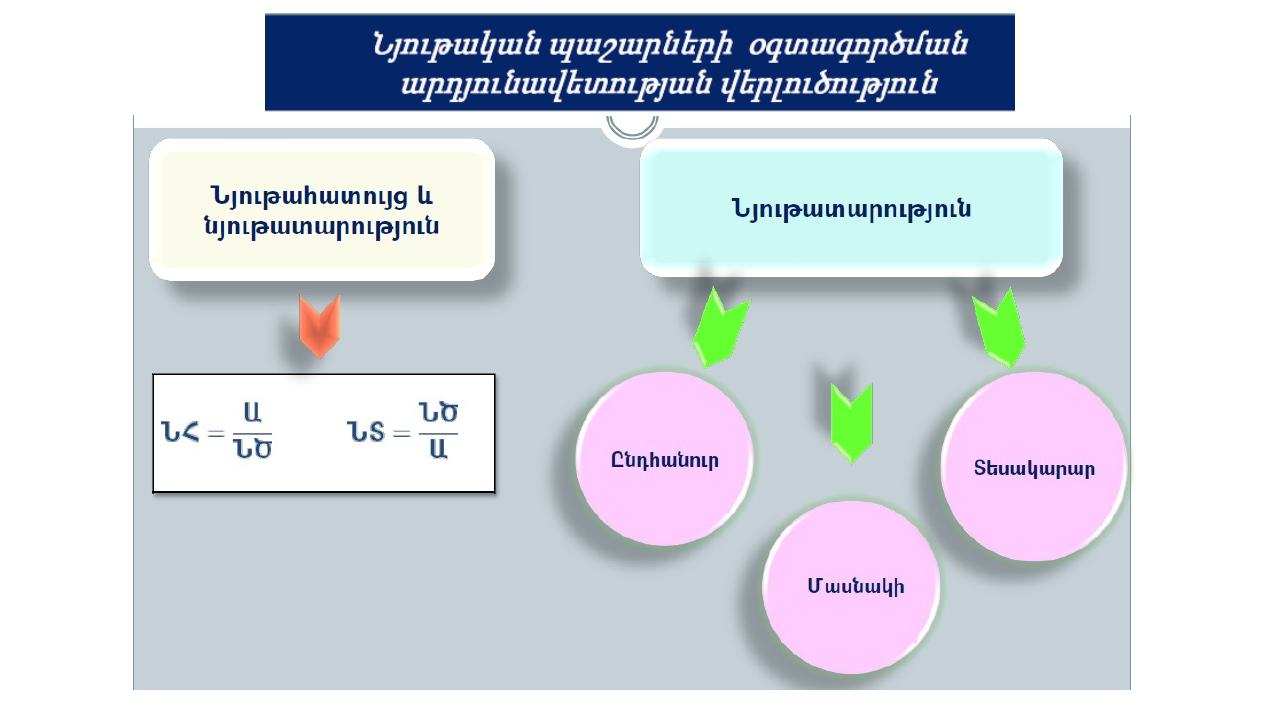 Նյութական պաշարների օգտագործման
արդյունավետության վերլուծություն
Նյութահատույց և
նյութատարություն
ՆՀ = Ա/ՆԾ
ՆՏ = ՆԾ/Ա
Նյութատարություն
Ընդհանուր
Մասնակի
Տեսակարար